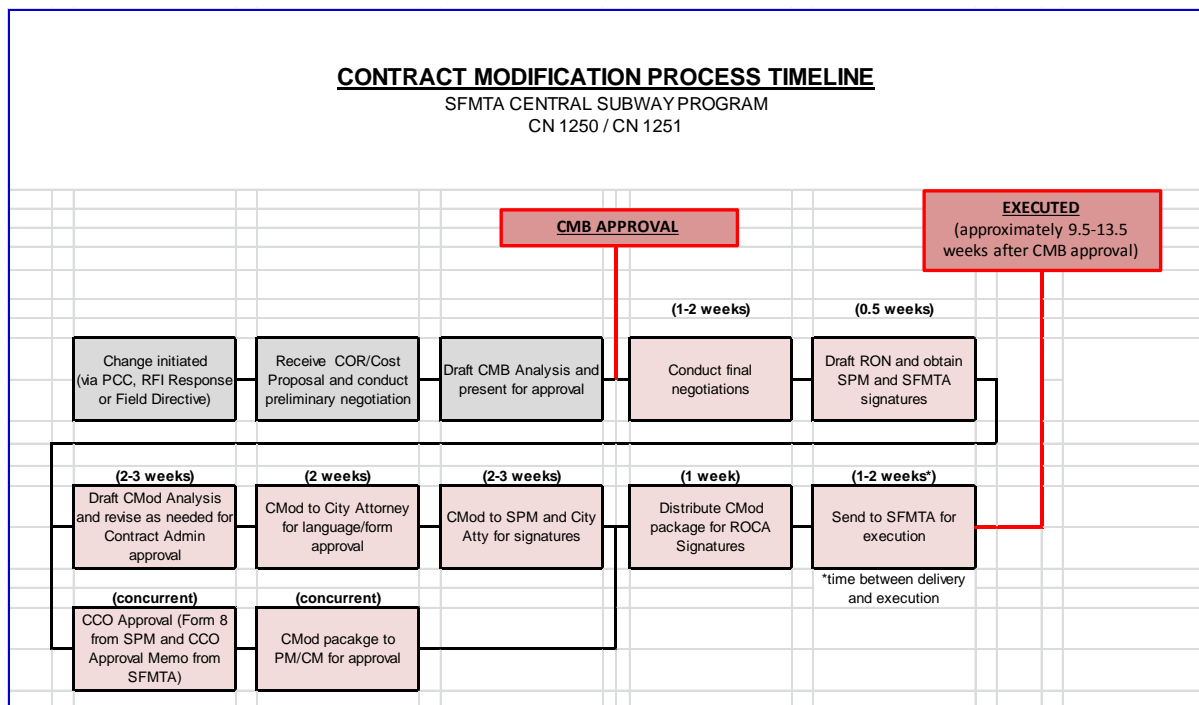 CONTRACT MODIFICATION PROCESS TIMELINE
SFMTA CENTRAL SUBWAY PROGRAM
CN 1250 / CN 1251
CMB APPROVAL
EXECUTED
(approximately 9.5-13.5
weeks after CMB approval)
(1-2 weeks)
(0.5 weeks)
Change initiated
(via PCC, RFI Response
or Field Directive)
Receive COR/Cost
Proposal and conduct
preliminary negotiation
Draft CMB Analysis and
present for approval
Conduct final
negotiations
Draft RON and obtain
SPM and SFMTA
signatures
(2-3 weeks)
(2 weeks)
(2-3 weeks)
(1 week)
(1-2 weeks*)
Draft CMod Analysis
and revise as needed for
Contract Admin
approval
CMod to City Attorney
for language/form
approval
CMod to SPM and City
Atty for signatures
Distribute CMod
package for ROCA
Signatures
Send to SFMTA for
execution
*time between delivery
and execution
(concurrent)
(concurrent)
CCO Approval (Form 8
from SPM and CCO
Approval Memo from
SFMTA)
CMod pacakge to
PM/CM for approval